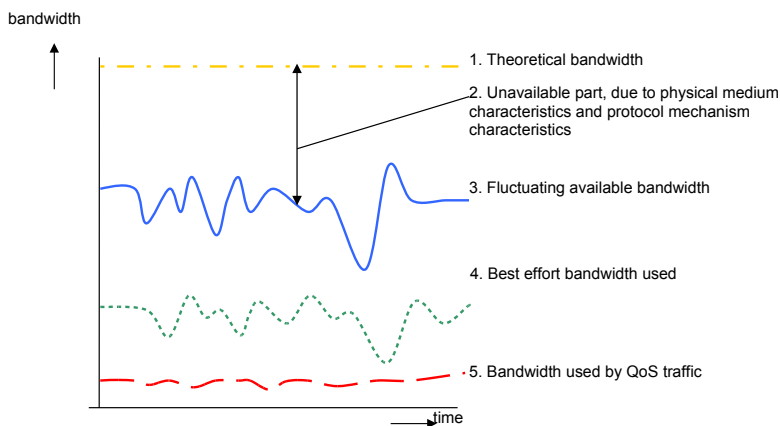 bandwidth
1. Theoretical bandwidth
2. Unavailable part, due to physical medium
characteristics and protocol mechanism
characteristics
3. Fluctuating available bandwidth
4. Best effort bandwidth used
5. Bandwidth used by QoS traffic
time